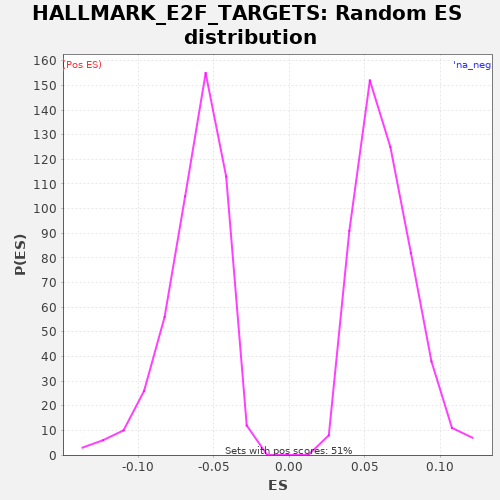 HALLMARK_E2F_TARGETS: Random ES
distribution
(Pos ES)
'na_neg
160
150
140
130
120
110
100
90
80
70
60
50
40
30
20
10
0
P(ES)
Sets with pos scores: 51%
-0.10 -0.05 0.00 0.05 0.10
ES